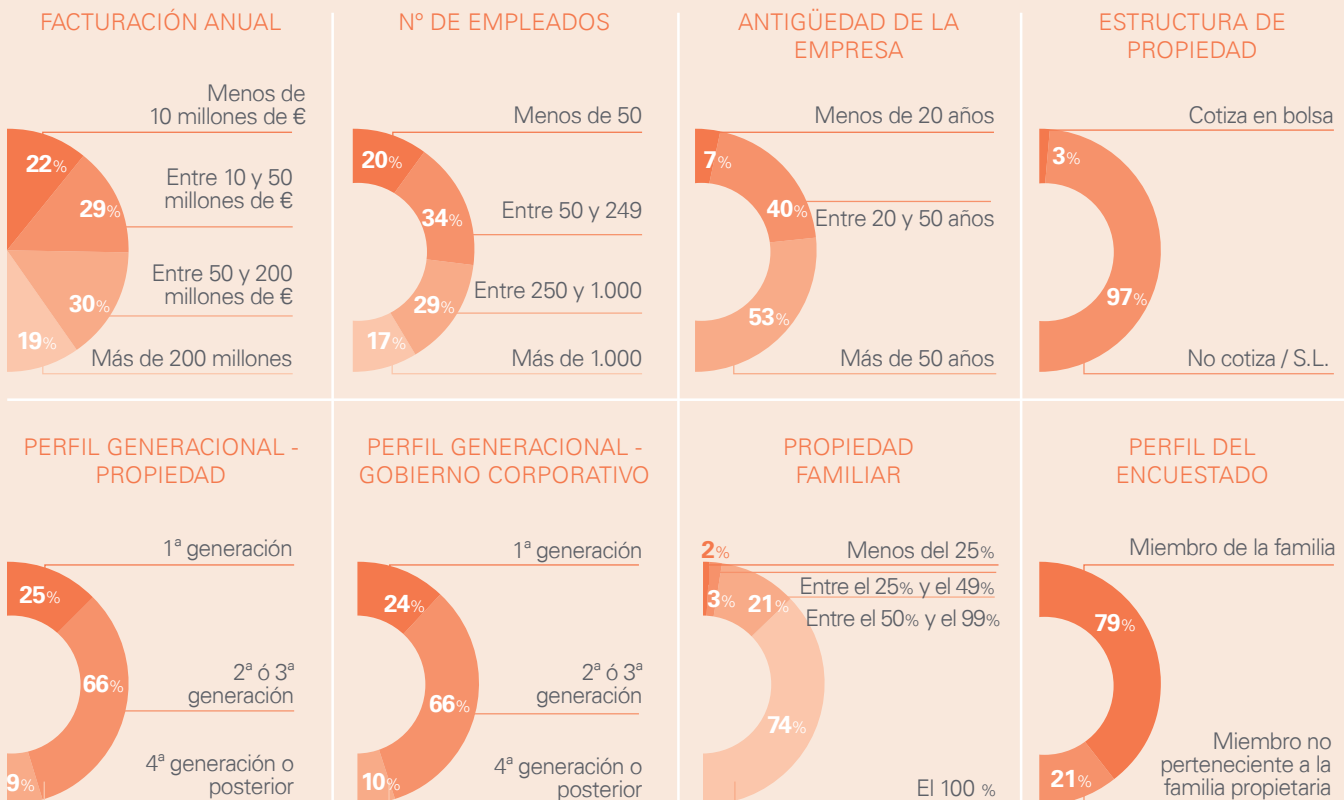 FACTURACIÓN ANUAL
Menos de
10 millones de €
22%
Entre 10 y 50
millones de €
29%
Entre 50 y 200
millones de €
30%
19%
Más de 200 millones
Nº DE EMPLEADOS
Menos de 50
20%
34%
Entre 50 y 249
Entre 250 y 1.000
29%
17%
Más de 1.000
ANTIGÜEDAD DE LA
EMPRESA
Menos de 20 años
7%
40%
Entre 20 y 50 años
53%
Más de 50 años
ESTRUCTURA DE
PROPIEDAD
Cotiza en bolsa
3%
97%
No cotiza / S.L.
PERFIL GENERACIONAL -
PROPIEDAD
1ª generación
25%
66%
2ª ó 3ª
generación
4ª generación o
posterior
9%
PERFIL GENERACIONAL -
GOBIERNO CORPORATIVO
1ª generación
24%
2ª ó 3ª
generación
66%
4ª generación o
posterior
10%
PROPIEDAD
FAMILIAR
2%
Menos del 25%
Entre el 25% y el 49%
3%
21%
Entre el 50% y el 99%
74%
El 100 %
PERFIL DEL
ENCUESTADO
Miembro de la familia
79%
Miembro no
perteneciente a la
familia propietaria
21%